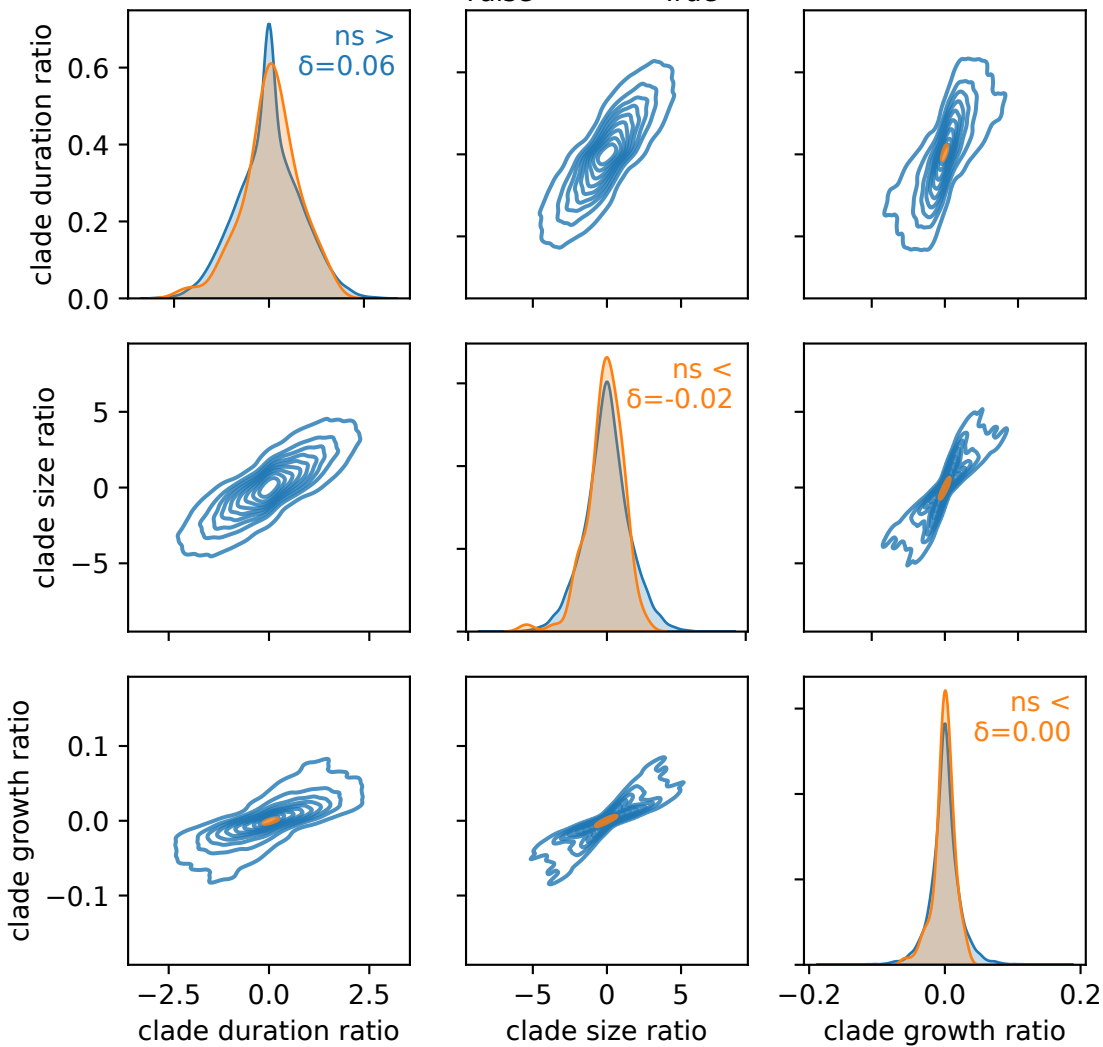 clade duration ratio
0.6
0.4
0.2
0.0
ns >
δ=0.06
clade size ratio
5
0
−5
ns <
δ=-0.02
clade growth ratio
0.1
0.0
−0.1
ns <
δ=0.00
−2.5
0.0
2.5
−5
0
5
−0.2
0.0
0.2
clade duration ratio
clade size ratio
clade growth ratio